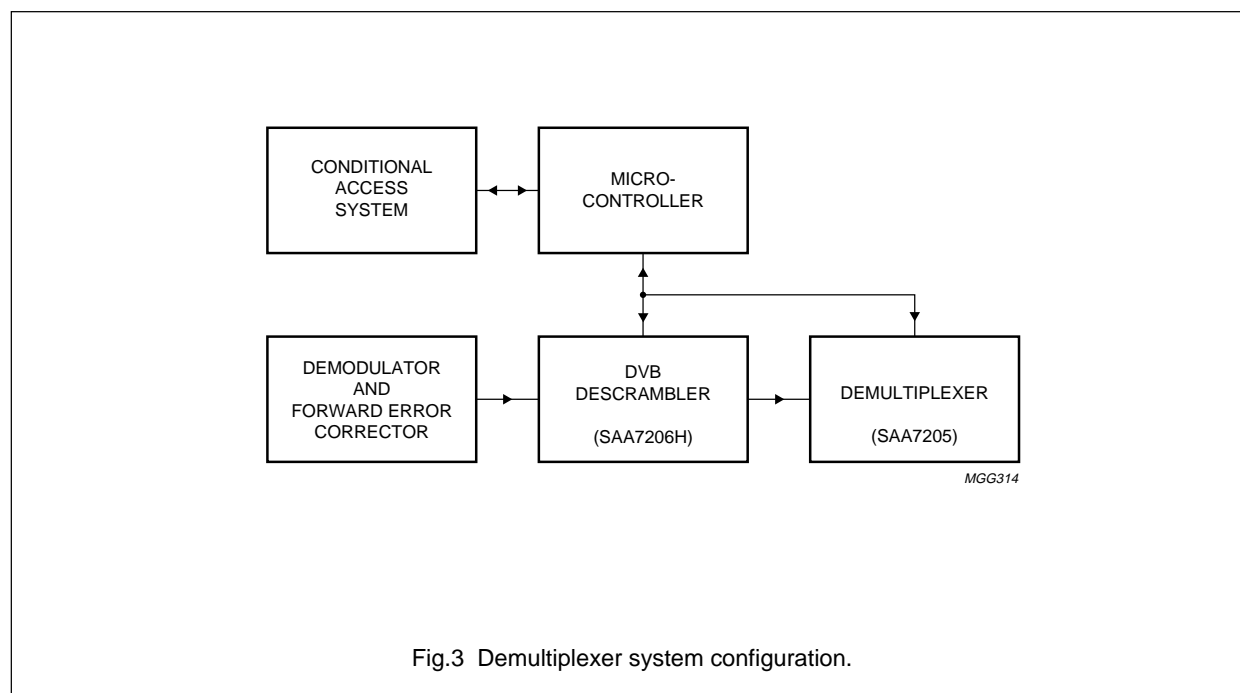 CONDITIONAL
ACCESS
SYSTEM
MICRO-
CONTROLLER
DEMODULATOR
AND
FORWARD ERROR
CORRECTOR
DVB
DESCRAMBLER
(SAA7206H)
DEMULTIPLEXER
(SAA7205)
MGG314
Fig.3 Demultiplexer system configuration.